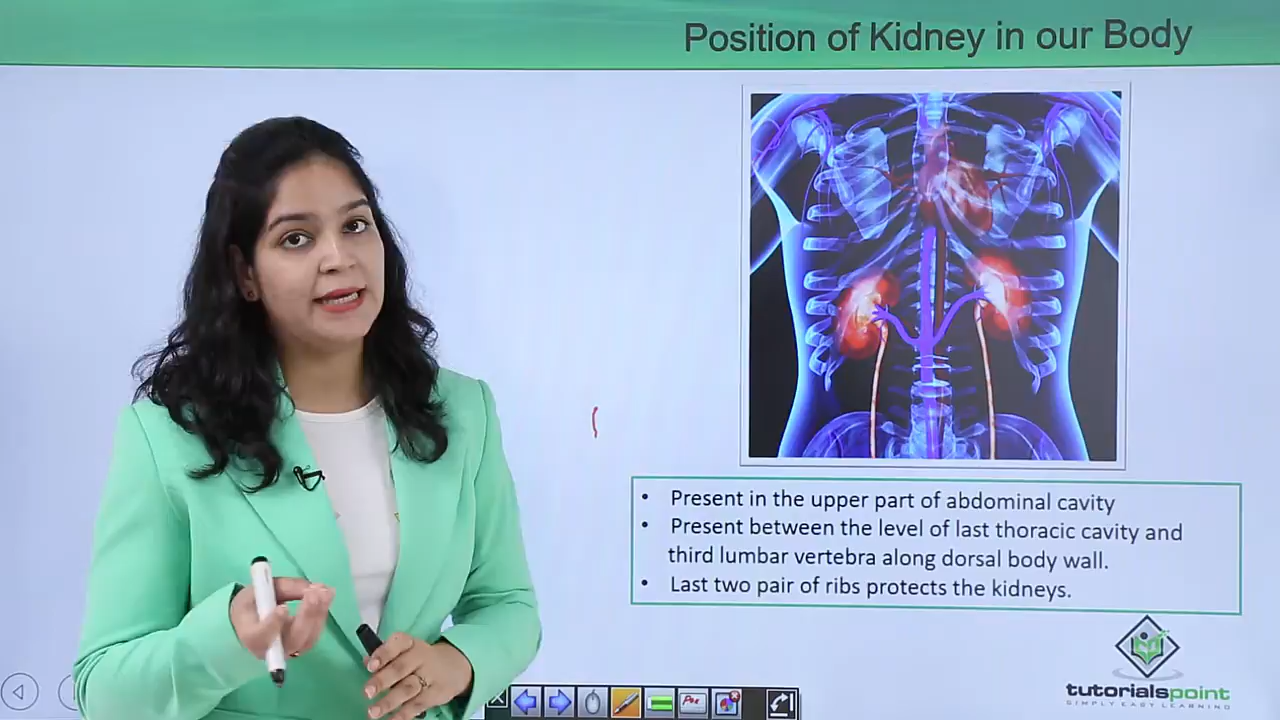 Position of Kidney in our Body
• Present in the upper part of abdominal cavity
• Present between the level of last thoracic cavity and
third lumbar vertebra along dorsal body wall.
• Last two pair of ribs protects the kidneys.
tutorialspoint
SIMPLY EASY LEARNING